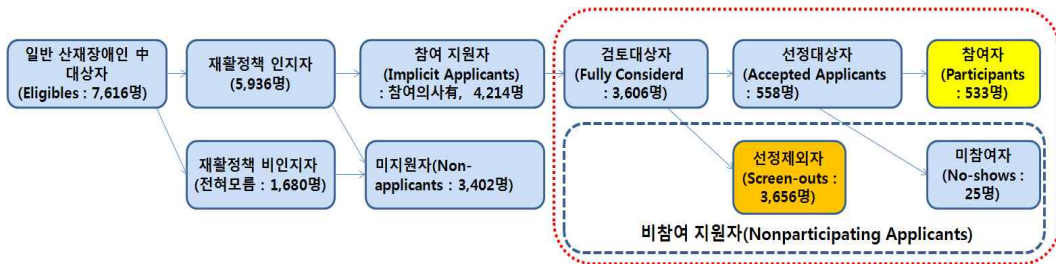 일반 산재장애인 中
대상자
(Eligibles : 7,616명)
재활정책 인지자
(5,936명)
참여 지원자
(Implicit Applicants)
: 참여의사有, 4,214명
검토대상자
(Fully Considerd
: 3,606명)
선정대상자
(Accepted Applicants
: 558명)
참여자
(Participants
: 533명)
재활정책 비인지자
(전혀모름 : 1,680명)
미지원자(Non-
applicants : 3,402명)
선정제외자
(Screen-outs :
3,656명)
미참여자
(No-shows :
25명)
비참여 지원자(Nonparticipating Applicants)